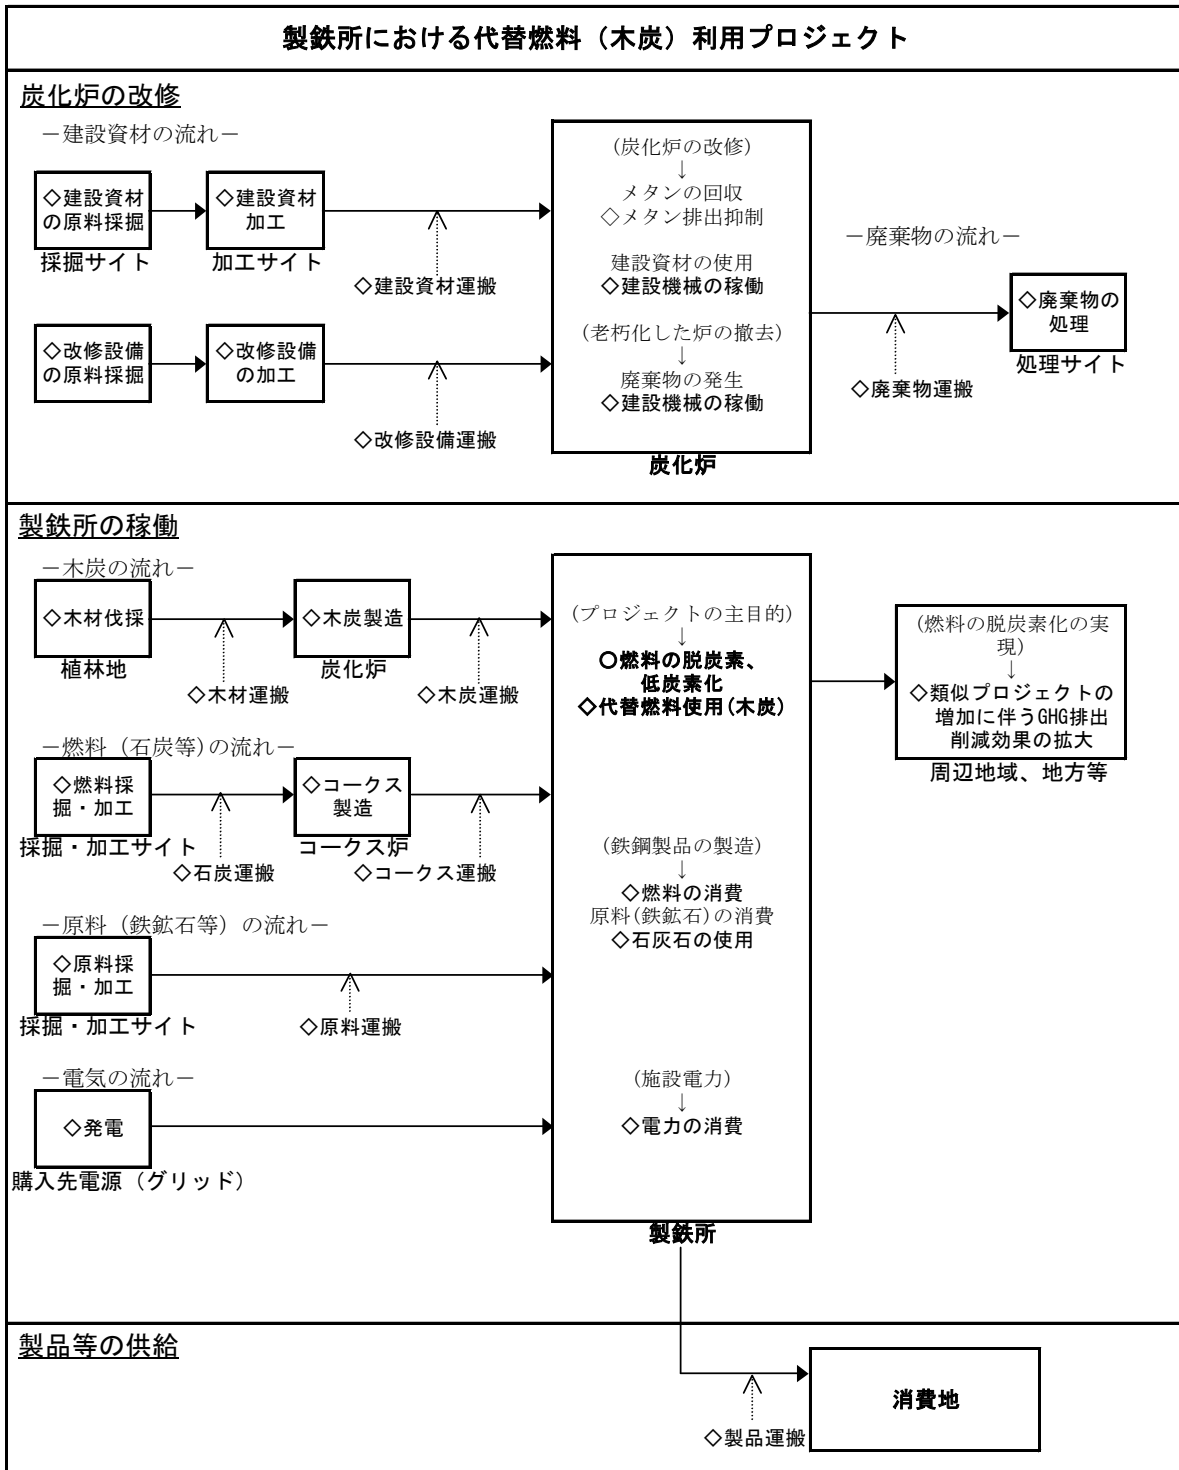 製鉄所における代替燃料（木炭）利用プロジェクト
炭化炉の改修
－建設資材の流れ－
◇建設資材
の原料採掘
採掘サイト
◇建設資材
加工
加工サイト
◇建設資材運搬
◇改修設備
の原料採掘
◇改修設備
の加工
◇改修設備運搬
(炭化炉の改修)
↓
メタンの回収
◇メタン排出抑制
建設資材の使用
◇建設機械の稼働
(老朽化した炉の撤去)
↓
廃棄物の発生
◇建設機械の稼働
炭化炉
－廃棄物の流れ－
◇廃棄物の
処理
処理サイト
◇廃棄物運搬
製鉄所の稼働
－木炭の流れ－
◇木材伐採
植林地
◇木材運搬
◇木炭製造
炭化炉
◇木炭運搬
－燃料（石炭等)の流れ－
◇燃料採
掘・加工
採掘・加工サイト
◇石炭運搬
◇コークス
製造
コークス炉
◇コークス運搬
－原料（鉄鉱石等）の流れ－
◇原料採
掘・加工
採掘・加工サイト
◇原料運搬
－電気の流れ－
◇発電
購入先電源（グリッド）
(プロジェクトの主目的)
↓
○燃料の脱炭素、
低炭素化
◇代替燃料使用(木炭)
(鉄鋼製品の製造)
↓
◇燃料の消費
原料(鉄鉱石)の消費
◇石灰石の使用
(施設電力)
↓
◇電力の消費
製鉄所
(燃料の脱炭素化の実
現)
↓
◇類似プロジェクトの
増加に伴うGHG排出
削減効果の拡大
周辺地域、地方等
製品等の供給
◇製品運搬
消費地